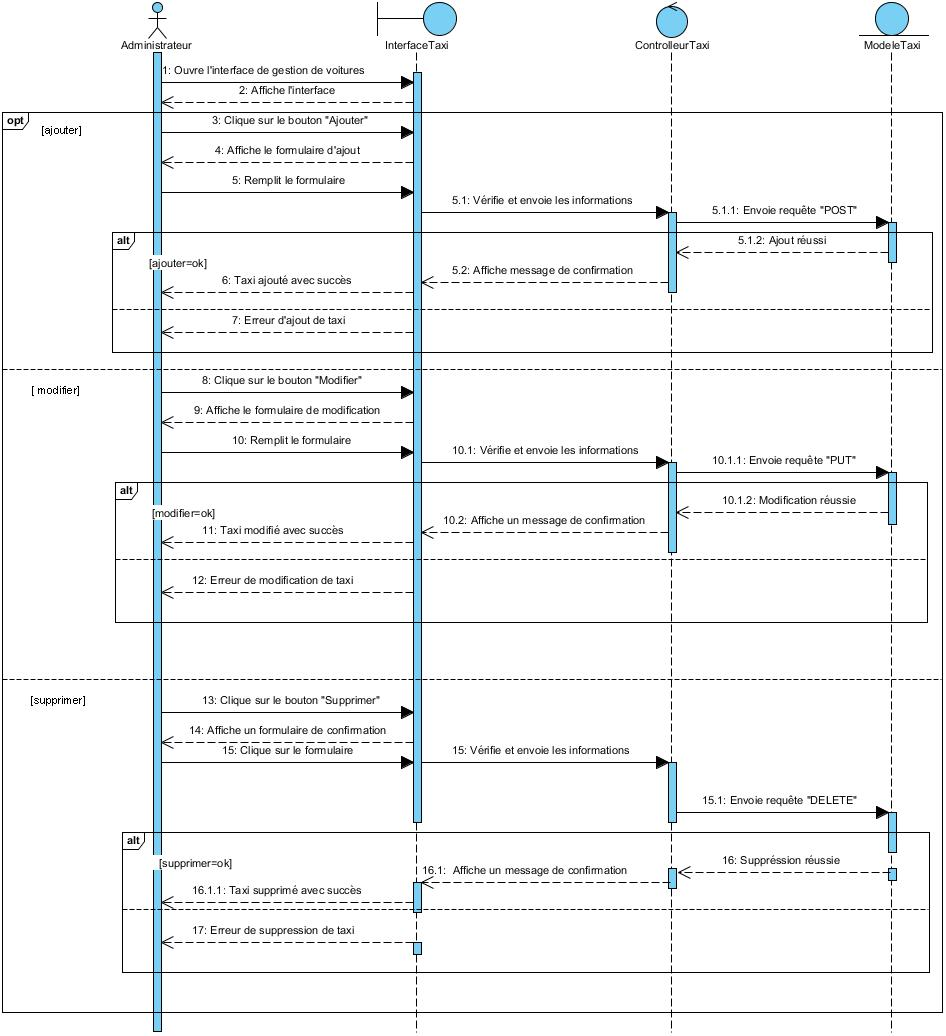 Administrateur
InterfaceTaxi
ControlleurTaxi
ModeleTaxi
1: Ouvre l'interface de gestion de voitures
2: Affiche l'interface
opt
[ajouter]
3: Clique sur le bouton "Ajouter"
4: Affiche le formulaire d'ajout
5: Remplit le formulaire
5.1: Vérifie et envoie les informations
5.1.1: Envoie requête "POST"
alt
5.1.2: Ajout réussi
[ajouter=ok]
5.2: Affiche message de confirmation
6: Taxi ajouté avec succès
7: Erreur d'ajout de taxi
[ modifier]
8: Clique sur le bouton "Modifier"
9: Affiche le formulaire de modification
10: Remplit le formulaire
10.1: Vérifie et envoie les informations
10.1.1: Envoie requête "PUT"
alt
10.1.2: Modification réussie
[modifier=ok]
10.2: Affiche un message de confirmation
11: Taxi modifié avec succès
12: Erreur de modification de taxi
[supprimer]
13: Clique sur le bouton "Supprimer"
14: Affiche un formulaire de confirmation
15: Clique sur le formulaire
15: Vérifie et envoie les informations
15.1: Envoie requête "DELETE"
alt
[supprimer=ok]
16: Suppréssion réussie
16.1: Affiche un message de confirmation
16.1.1: Taxi supprimé avec succès
17: Erreur de suppression de taxi